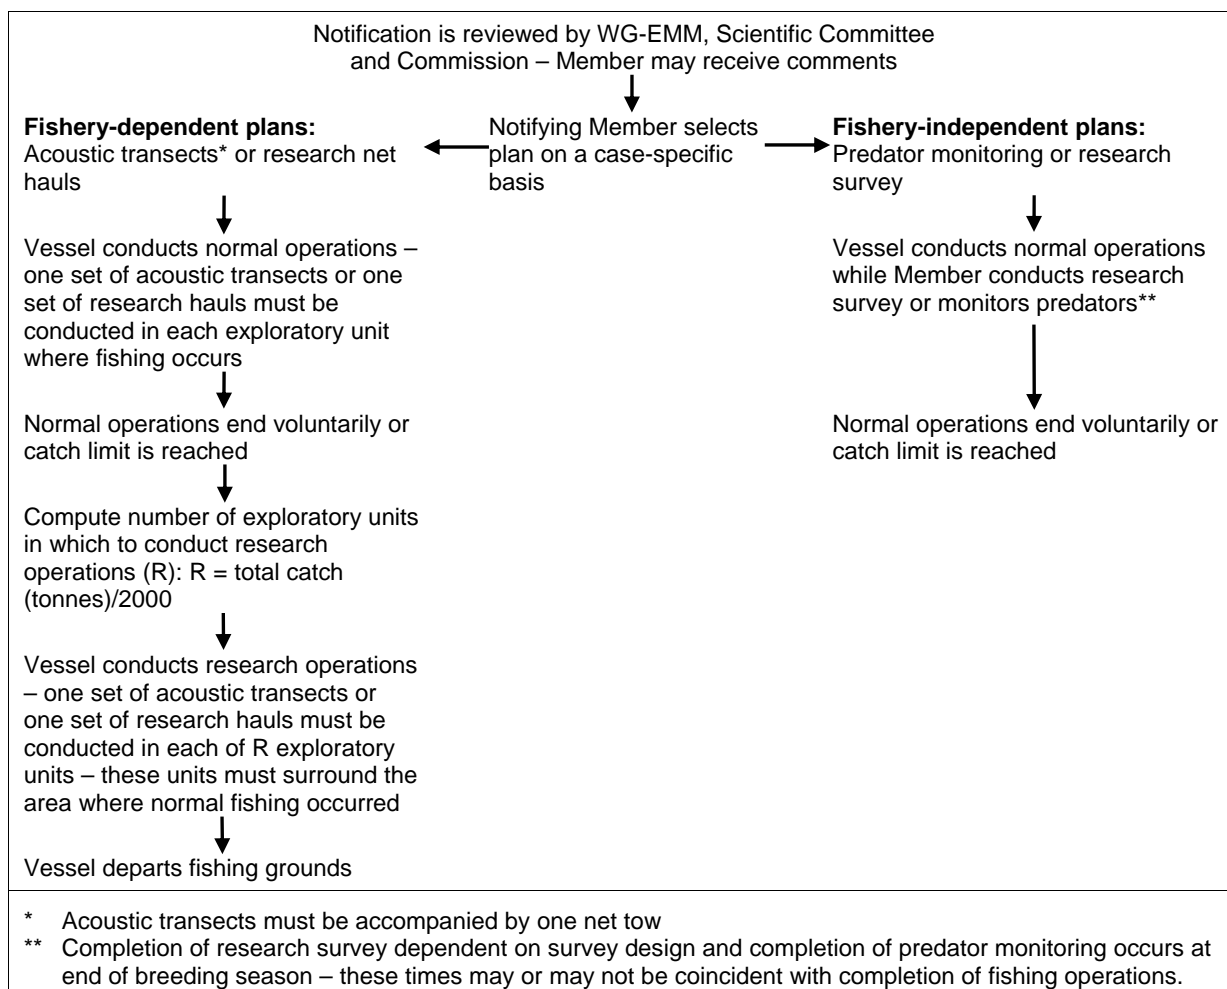 Notification is reviewed by WG-EMM, Scientific Committee
and Commission – Member may receive comments
Fishery-dependent plans:
Acoustic transects* or research net
hauls
Notifying Member selects
plan on a case-specific
basis
Fishery-independent plans:
Predator monitoring or research
survey
Vessel conducts normal operations –
one set of acoustic transects or one
set of research hauls must be
conducted in each exploratory unit
where fishing occurs
Vessel conducts normal operations
while Member conducts research
survey or monitors predators**
Normal operations end voluntarily or
catch limit is reached
Normal operations end voluntarily or
catch limit is reached
Compute number of exploratory units
in which to conduct research
operations (R): R = total catch
(tonnes)/2000
Vessel conducts research operations
– one set of acoustic transects or
one set of research hauls must be
conducted in each of R exploratory
units – these units must surround the
area where normal fishing occurred
Vessel departs fishing grounds
* Acoustic transects must be accompanied by one net tow
** Completion of research survey dependent on survey design and completion of predator monitoring occurs at
end of breeding season – these times may or may not be coincident with completion of fishing operations.